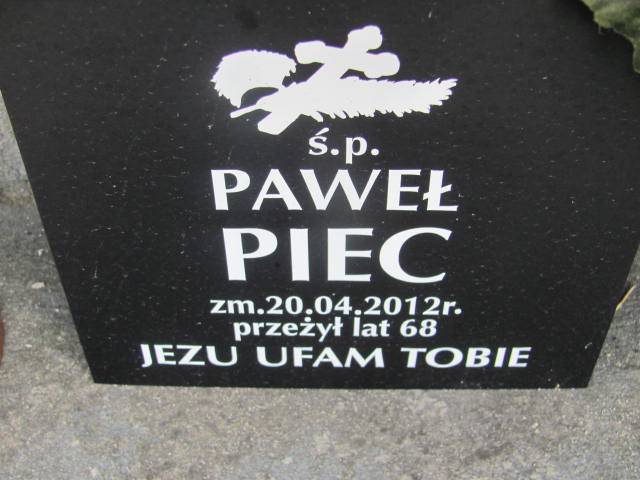 ś.p.
PAWEŁ
PIEC
zm.20.04.2012r.
przeżył lat 68
JEZU UFAM TOBIE